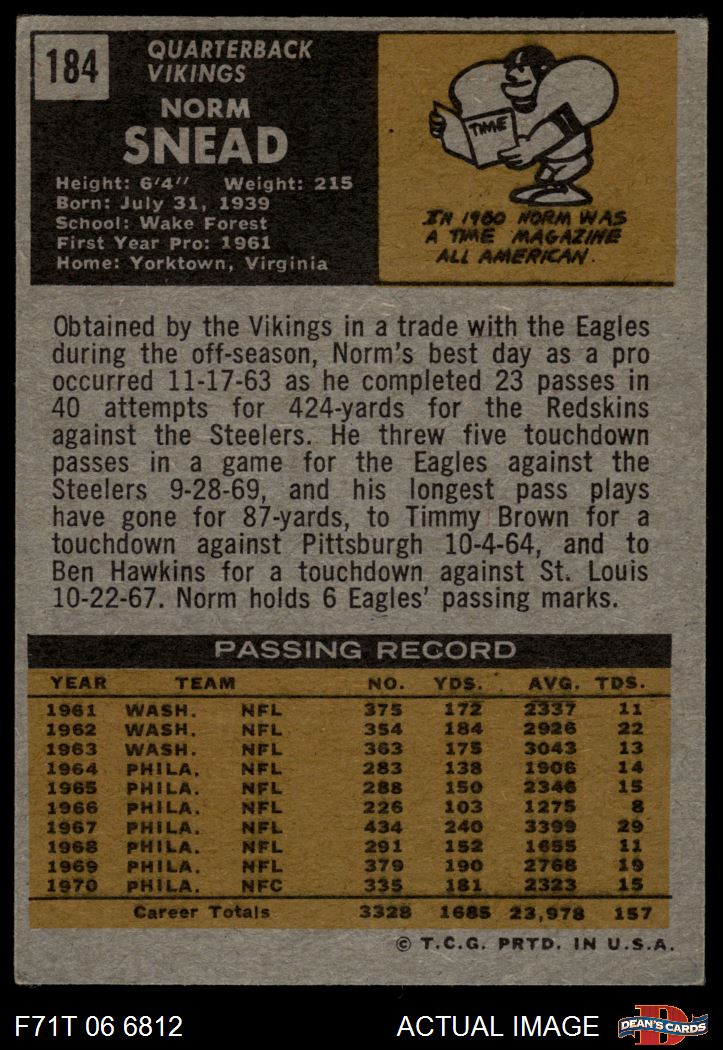 184
QUARTERBACK
VIKINGS
NORM
SNEAD
Height: 6'4" Weight: 215
Born: July 31, 1939
School: Wake Forest
First Year Pro: 1961
Home: Yorktown, Virginia
TIME
IN 1960 NORM WAS
A TIME MAGAZINE
ALL AMERICAN.
Obtained by the Vikings in a trade with the Eagles
during the off-season, Norm's best day as a pro
occurred 11-17-63 as he completed 23 passes in
40 attempts for 424-yards for the Redskins
against the Steelers. He threw five touchdown
passes in a game for the Eagles against the
Steelers 9-28-69, and his longest pass plays
have gone for 87-yards, to Timmy Brown for a
touchdown against Pittsburgh 10-4-64, and to
Ben Hawkins for a touchdown against St. Louis
10-22-67. Norm holds 6 Eagles' passing marks.
PASSING RECORD
YEAR TEAM NO. YDS. AVG. TDS.
1961 WASH. NFL 375 172 2337 11
1962 WASH. NFL 354 184 2926 22
1963 WASH. NFL 363 175 3043 13
1964 PHILA. NFL 283 138 1906 14
1965 PHILA. NFL 288 150 2346 15
1966 PHILA. NFL 226 103 1275 8
1967 PHILA. NFL 434 240 3399 29
1968 PHILA. NFL 291 152 1655 11
1969 PHILA. NFL 379 190 2768 19
1970 PHILA. NFC 335 181 2323 15
Career Totals 3328 1685 23,978 157
© T.C.G. PRTD. IN U.S.A.
F71T 06 6812 ACTUAL IMAGE D DEAN'S CARDS